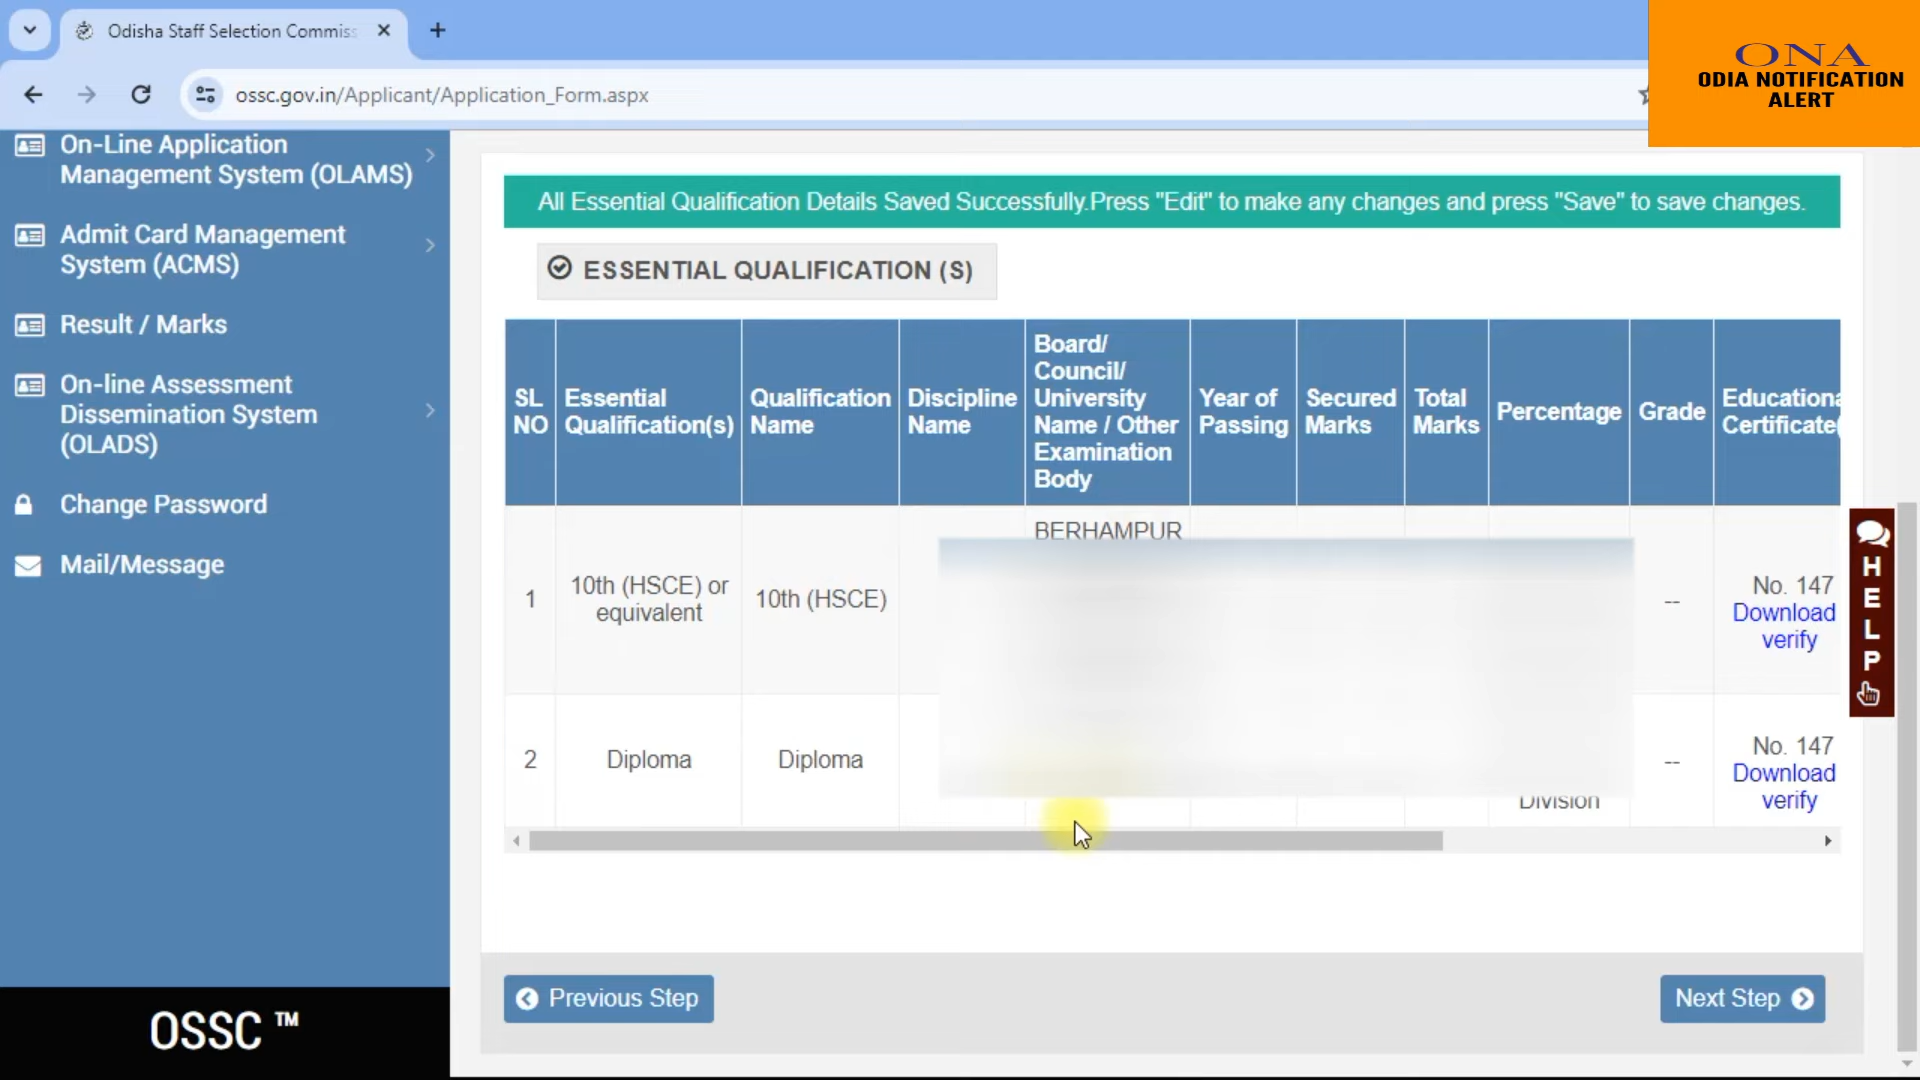 Odisha Staff Selection Commiss
ONA
ODIA NOTIFICATION
ALERT
ossc.gov.in/Applicant/Application_Form.aspx
On-Line Application
Management System (OLAMS)
Admit Card Management
System (ACMS)
Result / Marks
On-line Assessment
Dissemination System
(OLADS)
Change Password
Mail/Message
OSSC ™
All Essential Qualification Details Saved Successfully.Press "Edit" to make any changes and press "Save" to save changes.
ESSENTIAL QUALIFICATION (S)
SL
NO
Essential
Qualification(s)
Qualification
Name
Discipline
Name
Board/
Council/
University
Name / Other
Examination
Body
Year of
Passing
Secured
Marks
Total
Marks
Percentage
Grade
Educationa
Certificate(
1
10th (HSCE) or
equivalent
10th (HSCE)
BERHAMPUR
--
No. 147
Download
verify
2
Diploma
Diploma
Division
--
No. 147
Download
verify
Previous Step
Next Step
H
E
L
P